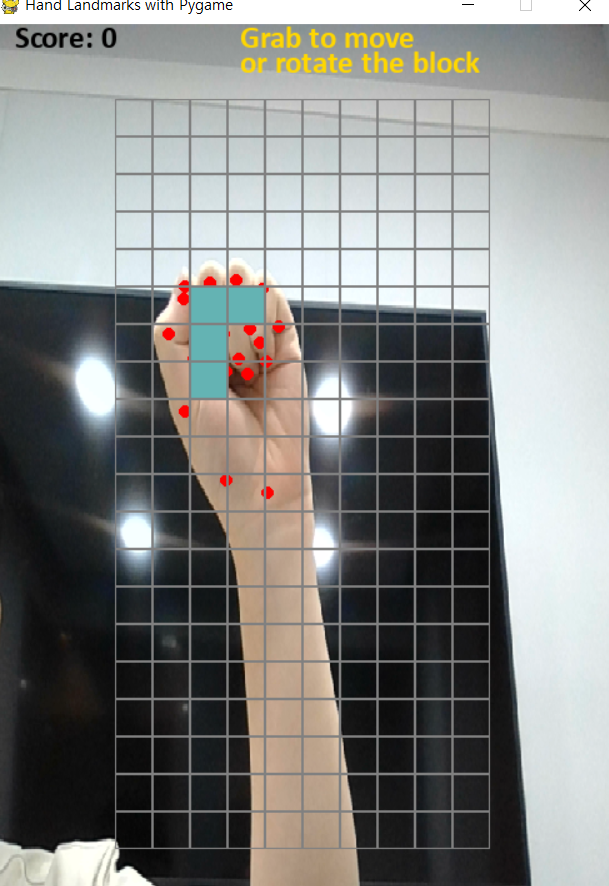 Hand Landmarks with Pygame
Score: 0
Grab to move
or rotate the block